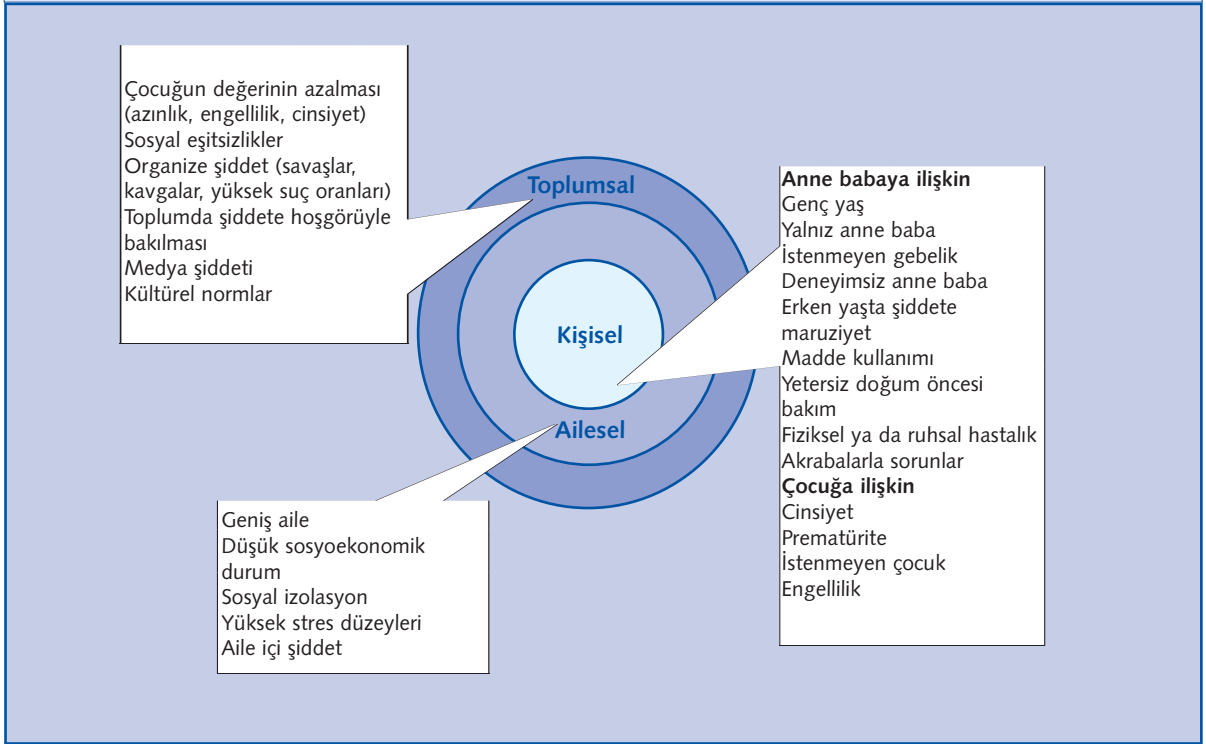 Çocuğun değerinin azalması
(azınlık, engellilik, cinsiyet)
Sosyal eşitsizlikler
Organize şiddet (savaşlar,
kavgalar, yüksek suç oranları)
Toplumda şiddete hoşgörüyle
bakılması
Medya şiddeti
Kültürel normlar
Toplumsal
Kişisel
Ailesel
Anne babaya ilişkin
Genç yaş
Yalnız anne baba
İstenmeyen gebelik
Deneyimsiz anne baba
Erken yaşta şiddete
maruziyet
Madde kullanımı
Yetersiz doğum öncesi
bakım
Fiziksel ya da ruhsal hastalık
Akrabalarla sorunlar
Çocuğa ilişkin
Cinsiyet
Prematürite
İstenmeyen çocuk
Engellilik
Geniş aile
Düşük sosyoekonomik
durum
Sosyal izolasyon
Yüksek stres düzeyleri
Aile içi şiddet